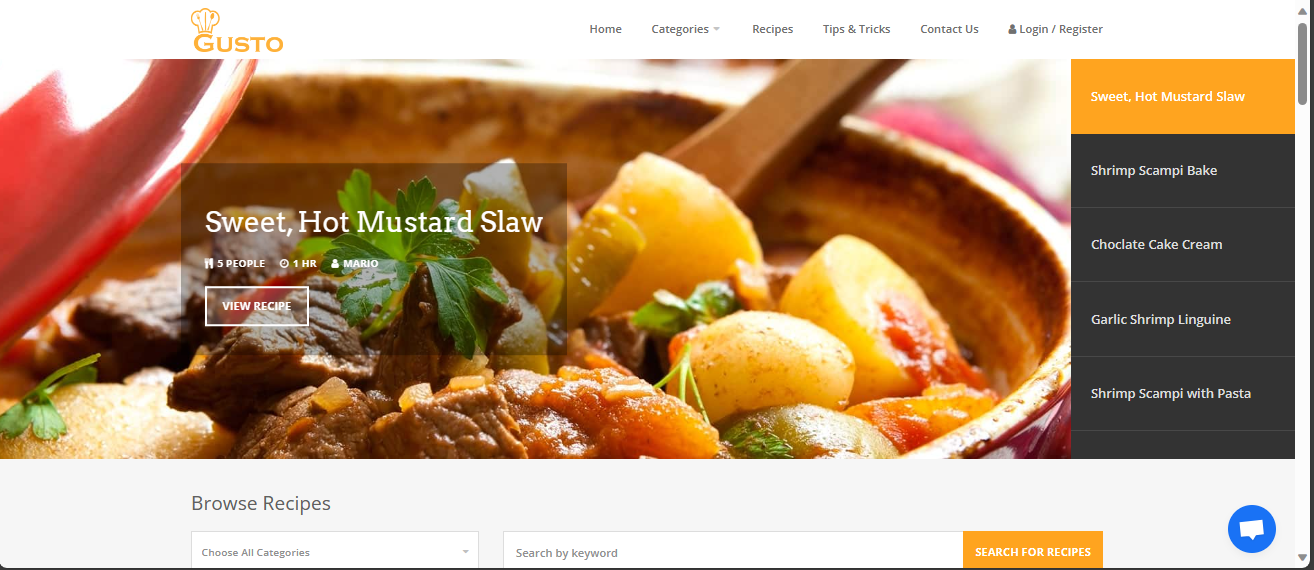 GUSTO
Home
Categories
Recipes
Tips & Tricks
Contact Us
Login / Register
Sweet, Hot Mustard Slaw
5 PEOPLE
1 HR
MARIO
VIEW RECIPE
Sweet, Hot Mustard Slaw
Shrimp Scampi Bake
Choclate Cake Cream
Garlic Shrimp Linguine
Shrimp Scampi with Pasta
Browse Recipes
Choose All Categories
Search by keyword
SEARCH FOR RECIPES